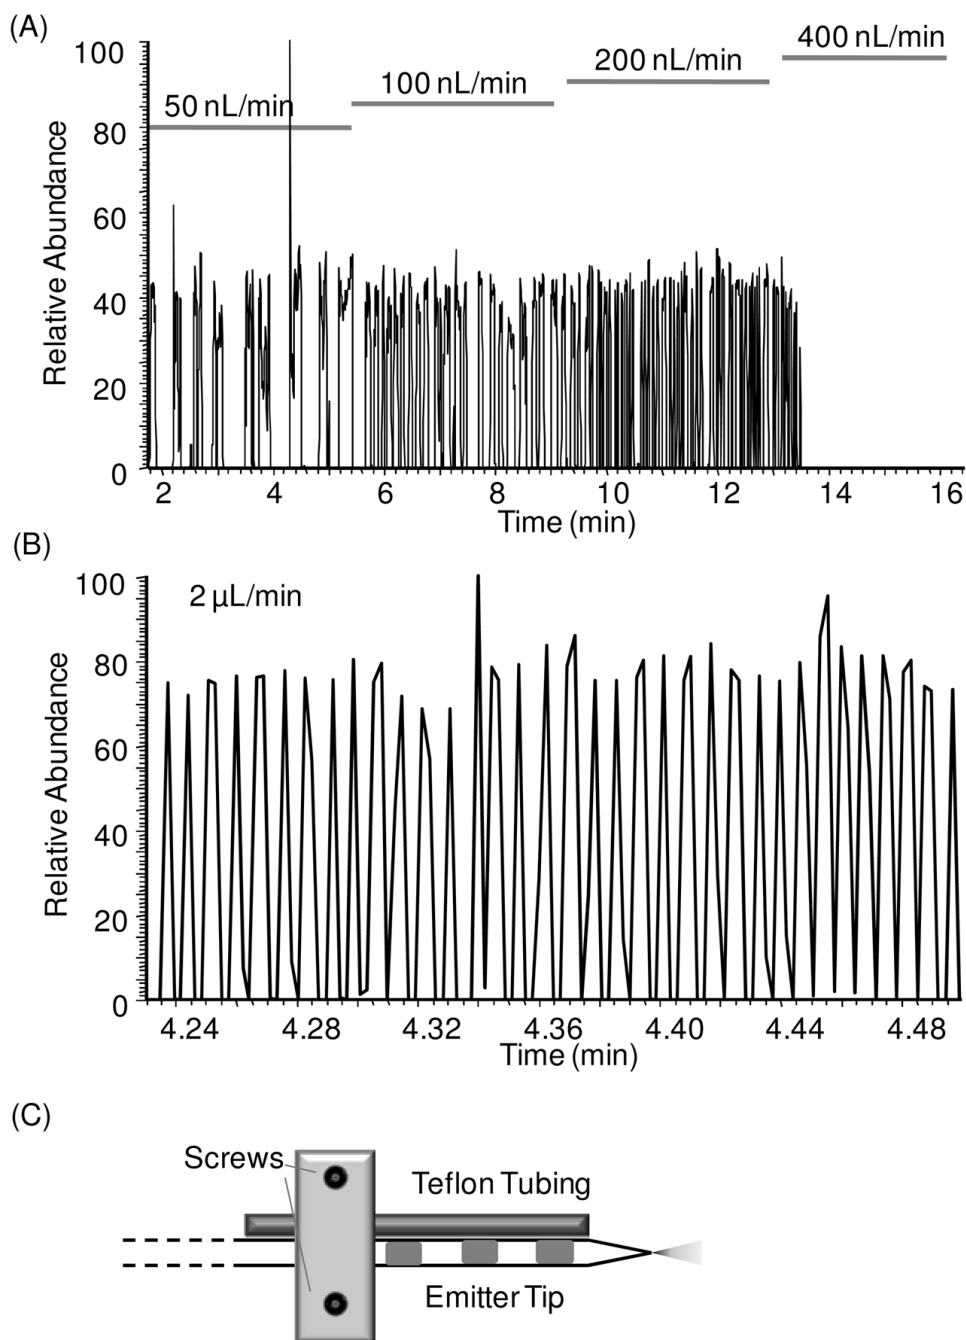 (A)
400 nL/min
200 nL/min
100 nL/min
50 nL/min
100
80
60
40
20
0
Relative Abundance
2 4 6 8 10 12 14 16
Time (min)
(B)
2 µL/min
100
80
60
40
20
0
Relative Abundance
4.24 4.28 4.32 4.36 4.40 4.44 4.48
Time (min)
(C)
Screws
Teflon Tubing
Emitter Tip